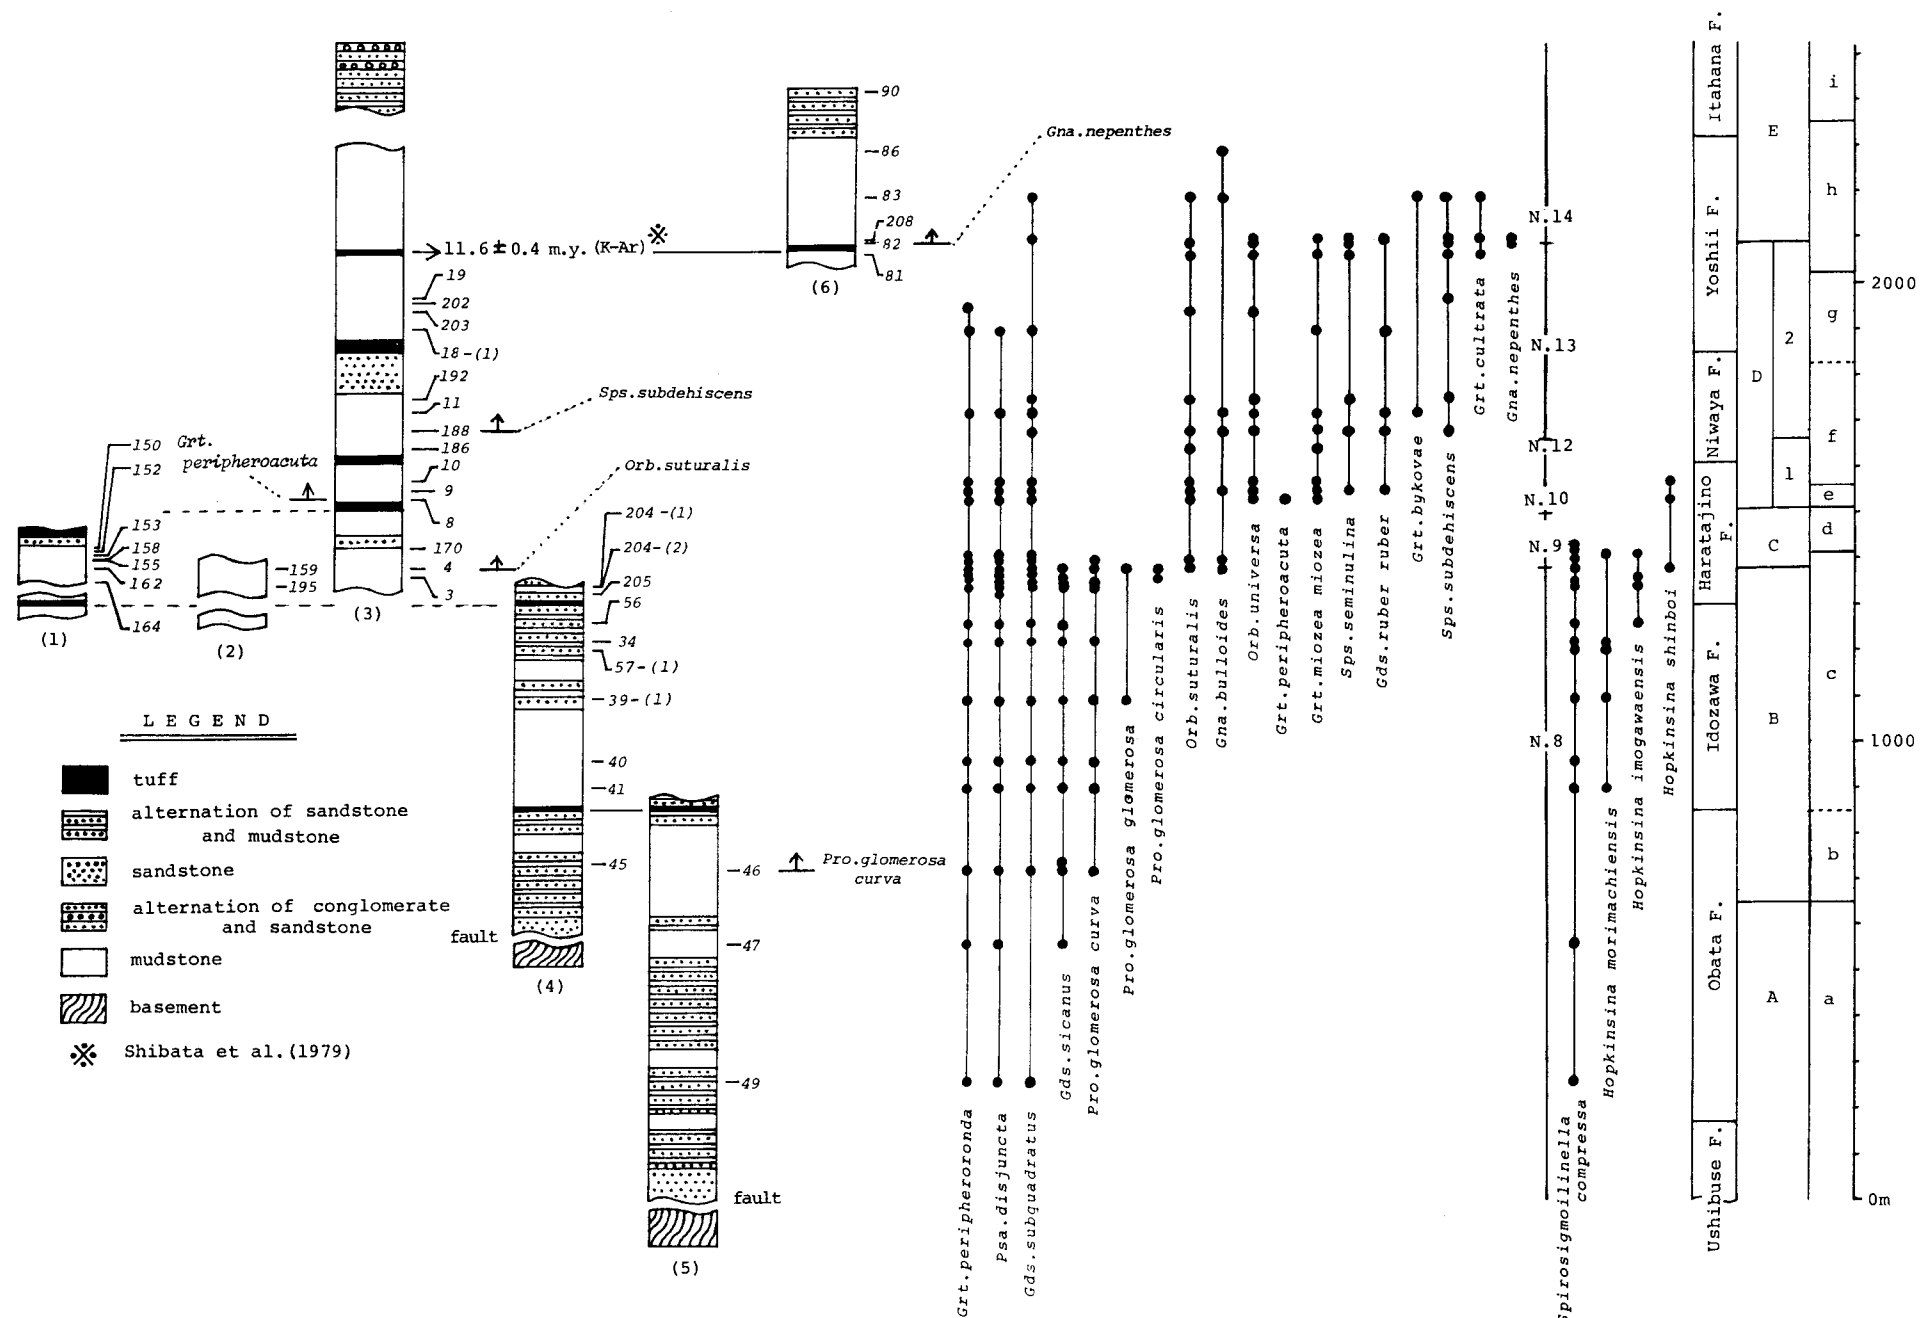 90
86
83
208
82
81
(6)
Gna.nepenthes
11.6±0.4 m.y.(K-Ar)
※
19
202
203
18-(1)
192
11
188
186
10
9
8
170
4
3
(3)
Sps.subdehiscens
Grt.
peripheroacuta
Orb.suturalis
150
152
153
158
155
162
164
(1)
159
195
(2)
204-(1)
204-(2)
205
56
34
57-(1)
39-(1)
40
41
45
fault
(4)
46
47
49
fault
(5)
Pro.glomerosa
curva
LEGEND
tuff
alternation of sandstone
and mudstone
sandstone
alternation of conglomerate
and sandstone
mudstone
basement
※ Shibata et al.(1979)
Grt.peripheroronda
Psa.disjuncta
Gds.subquadratus
Gds.sicanus
Pro.glomerosa curva
Pro.glomerosa glomerosa
Pro.glomerosa circularis
Orb.suturalis
Gna.bulloides
Orb.universa
Grt.peripheroacuta
Grt.miozea miozea
Sps.seminulina
Gds.ruber ruber
Grt.bykovae
Sps.subdehiscens
Grt.cultrata
Gna.nepenthes
N.14
N.13
N.12
N.10
N.9
N.8
Spirosigmoilinella
compressa
Hopkinsina morimachiensis
Hopkinsina imogawaensis
Hopkinsina shinboi
Itahana F.
Yoshii F.
Niwaya F.
Haratajino
F.
Idozawa F.
Obata F.
Ushibuse F.
E
D
2
1
C
B
A
i
h
g
f
e
d
c
b
a
2000
1000
0m